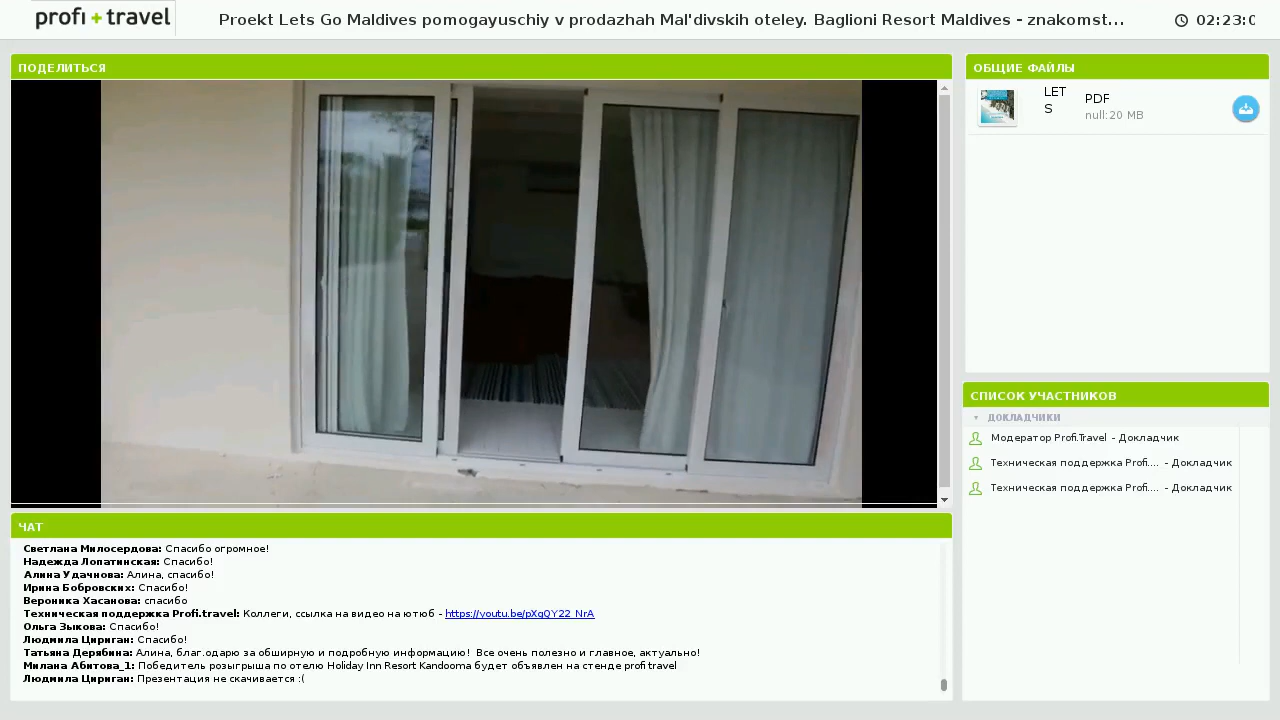 profi + travel
Proekt Lets Go Maldives pomogayuschiy v prodazhah Mal'divskih oteley. Baglioni Resort Maldives - znakomst...
02:23:0
ПОДЕЛИТЬСЯ
ОБЩИЕ ФАЙЛЫ
LET
S
PDF
null:20 MB
СПИСОК УЧАСТНИКОВ
ДОКЛАДЧИКИ
Модератор Profi.Travel - Докладчик
Техническая поддержка Profi.... - Докладчик
Техническая поддержка Profi.... - Докладчик
ЧАТ
Светлана Милосердова: Спасибо огромное!
Надежда Лопатинская: Спасибо!
Алина Удачнова: Алина, спасибо!
Ирина Бобровских: Спасибо!
Вероника Хасанова: спасибо
Техническая поддержка Profi.travel: Коллеги, ссылка на видео на ютюб - https://youtu.be/pXqQY22_NrA
Ольга Зыкова: Спасибо!
Людмила Цириган: Спасибо!
Татьяна Дерябина: Алина, благ.одарю за обширную и подробную информацию! Все очень полезно и главное, актуально!
Милана Абитова_1: Победитель розыгрыша по отелю Holiday Inn Resort Kandooma будет объявлен на стенде profi travel
Людмила Цириган: Презентация не скачивается :(